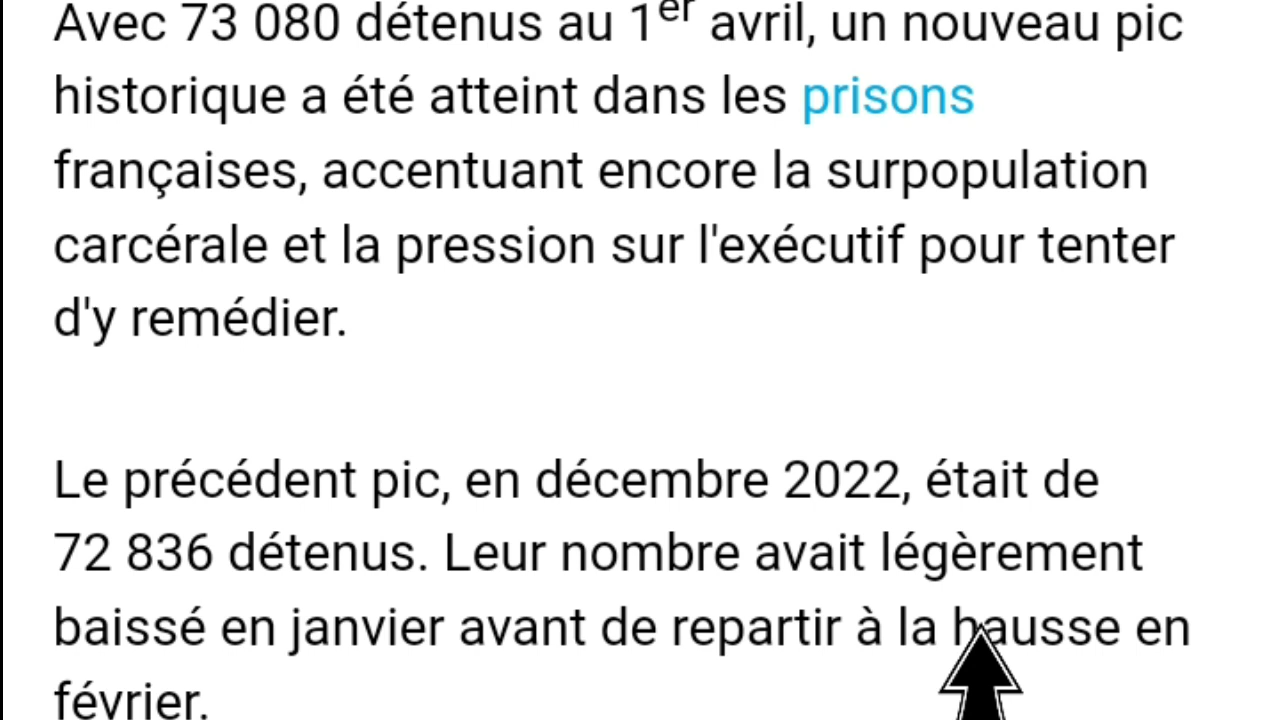 Avec 73 080 détenus au 1er avril, un nouveau pic
historique a été atteint dans les prisons
françaises, accentuant encore la surpopulation
carcérale et la pression sur l'exécutif pour tenter
d'y remédier.
Le précédent pic, en décembre 2022, était de
72 836 détenus. Leur nombre avait légèrement
baissé en janvier avant de repartir à la hausse en
février.